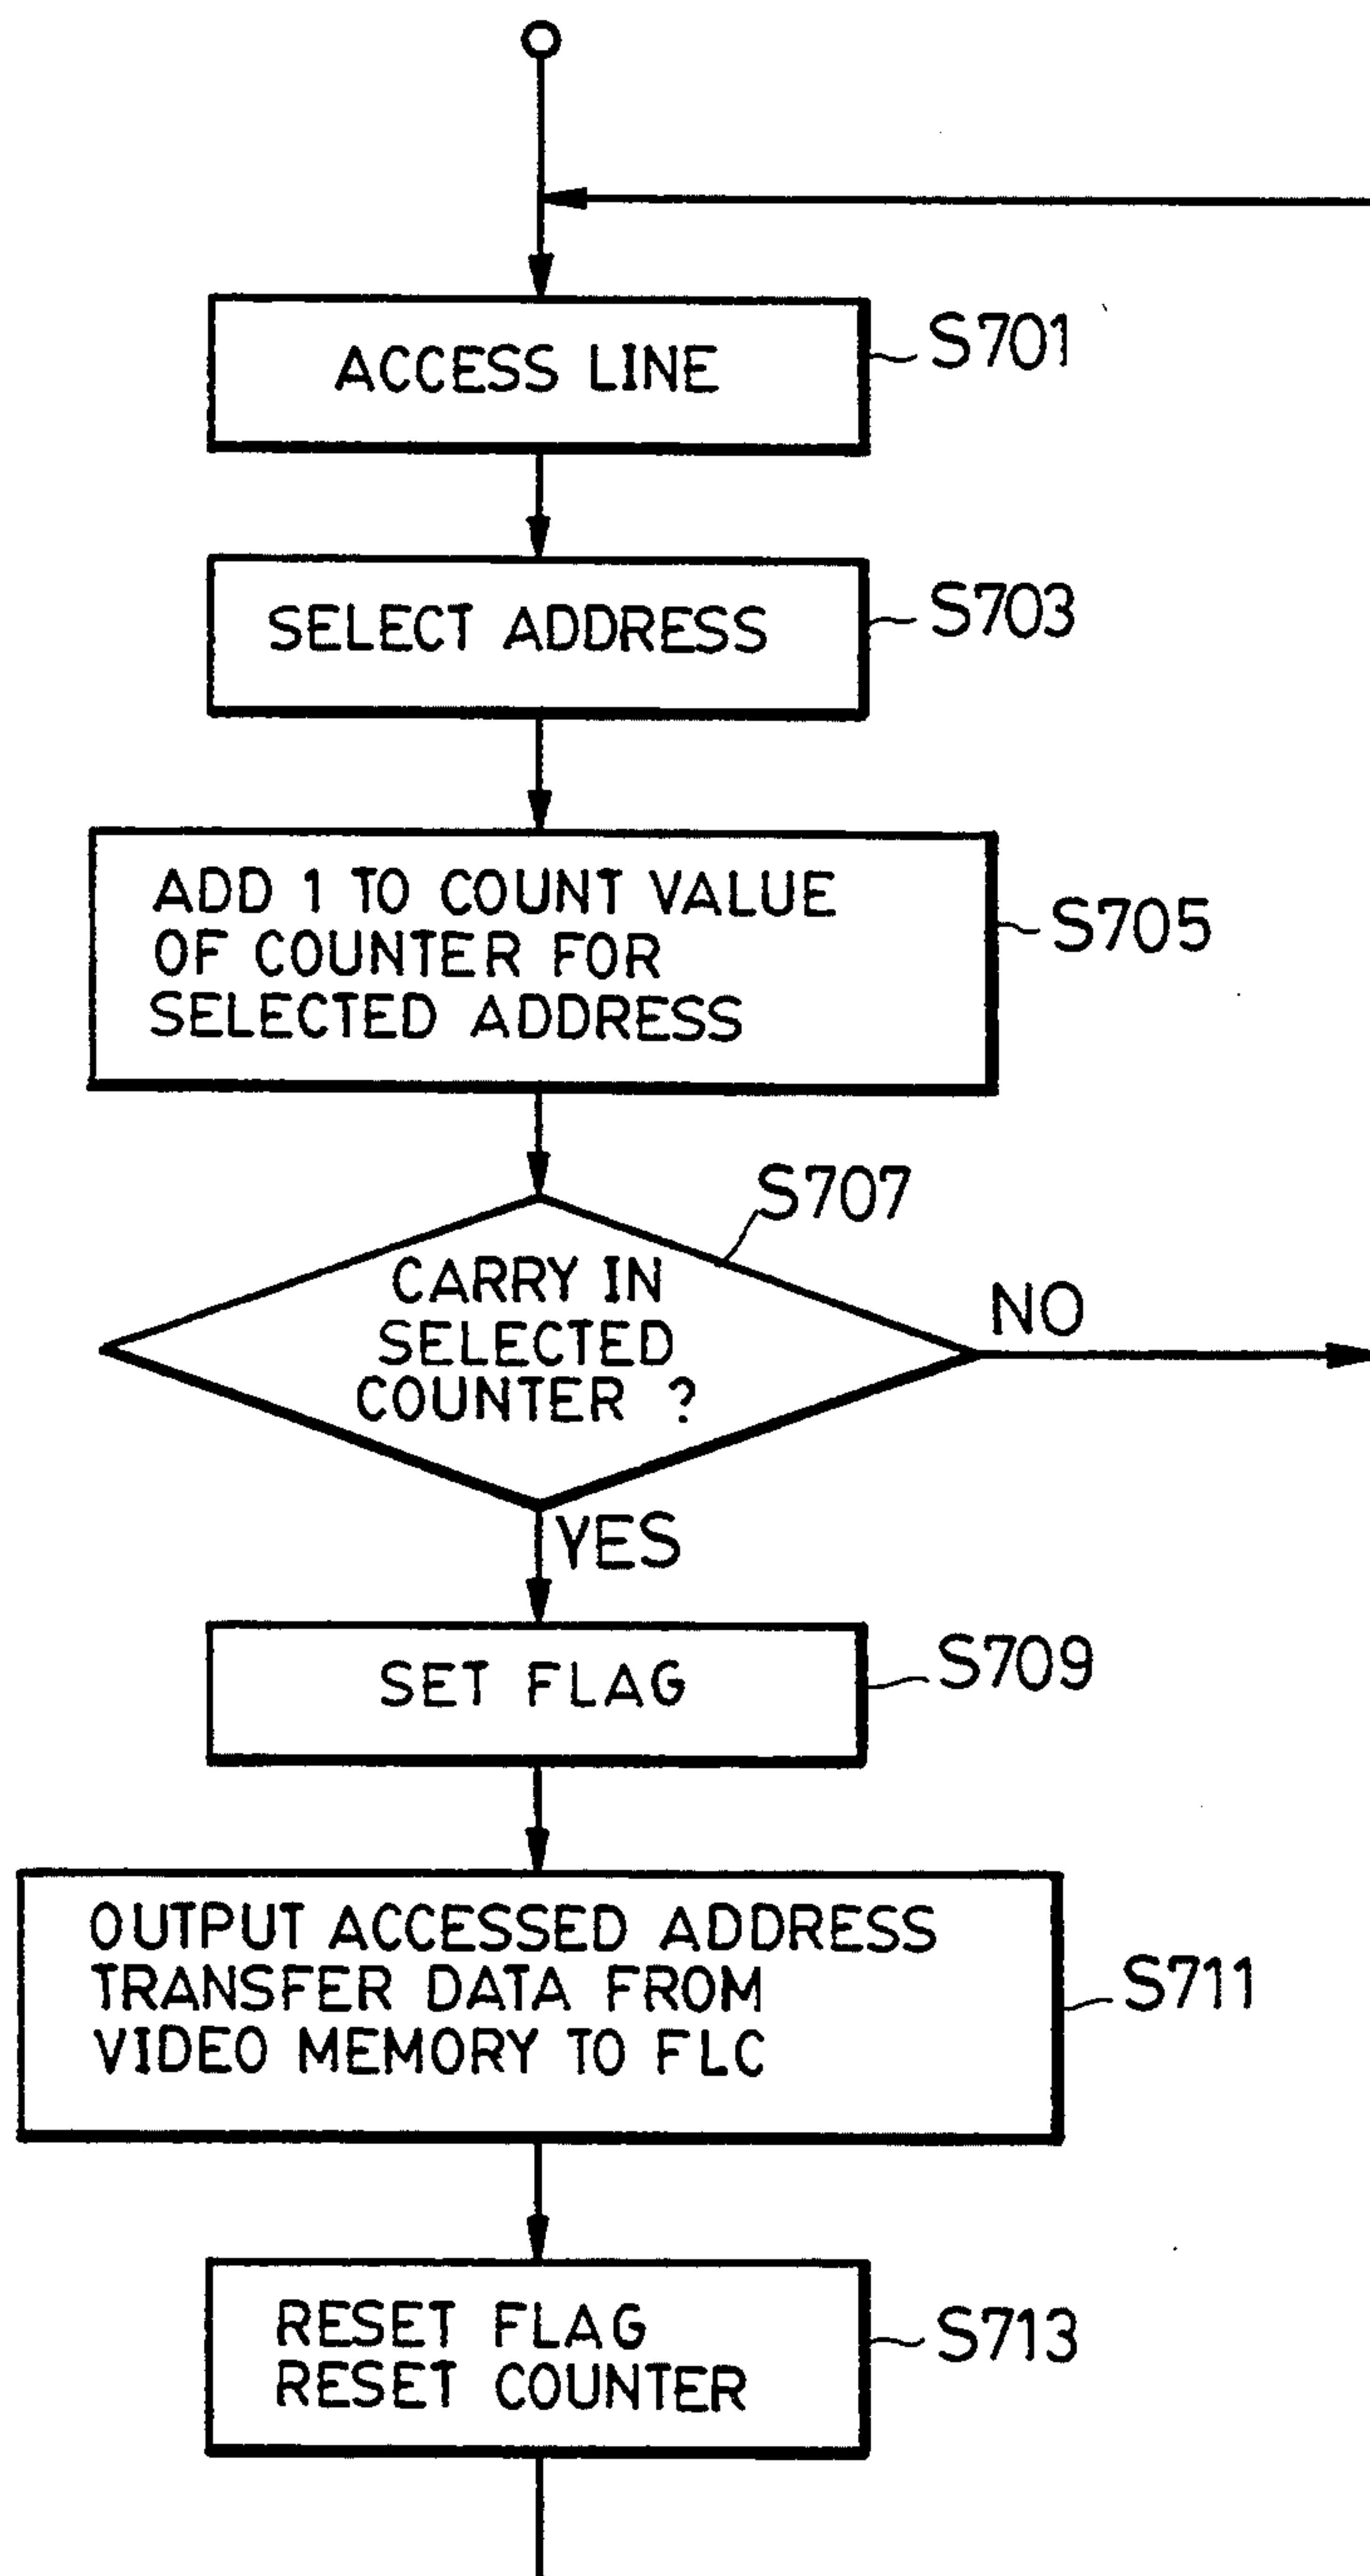 ACCESS LINE
S701
SELECT ADDRESS
S703
ADD 1 TO COUNT VALUE
OF COUNTER FOR
SELECTED ADDRESS
S705
S707
CARRY IN
SELECTED
COUNTER ?
NO
YES
SET FLAG
S709
OUTPUT ACCESSED ADDRESS
TRANSFER DATA FROM
VIDEO MEMORY TO FLC
S711
RESET FLAG
RESET COUNTER
S713